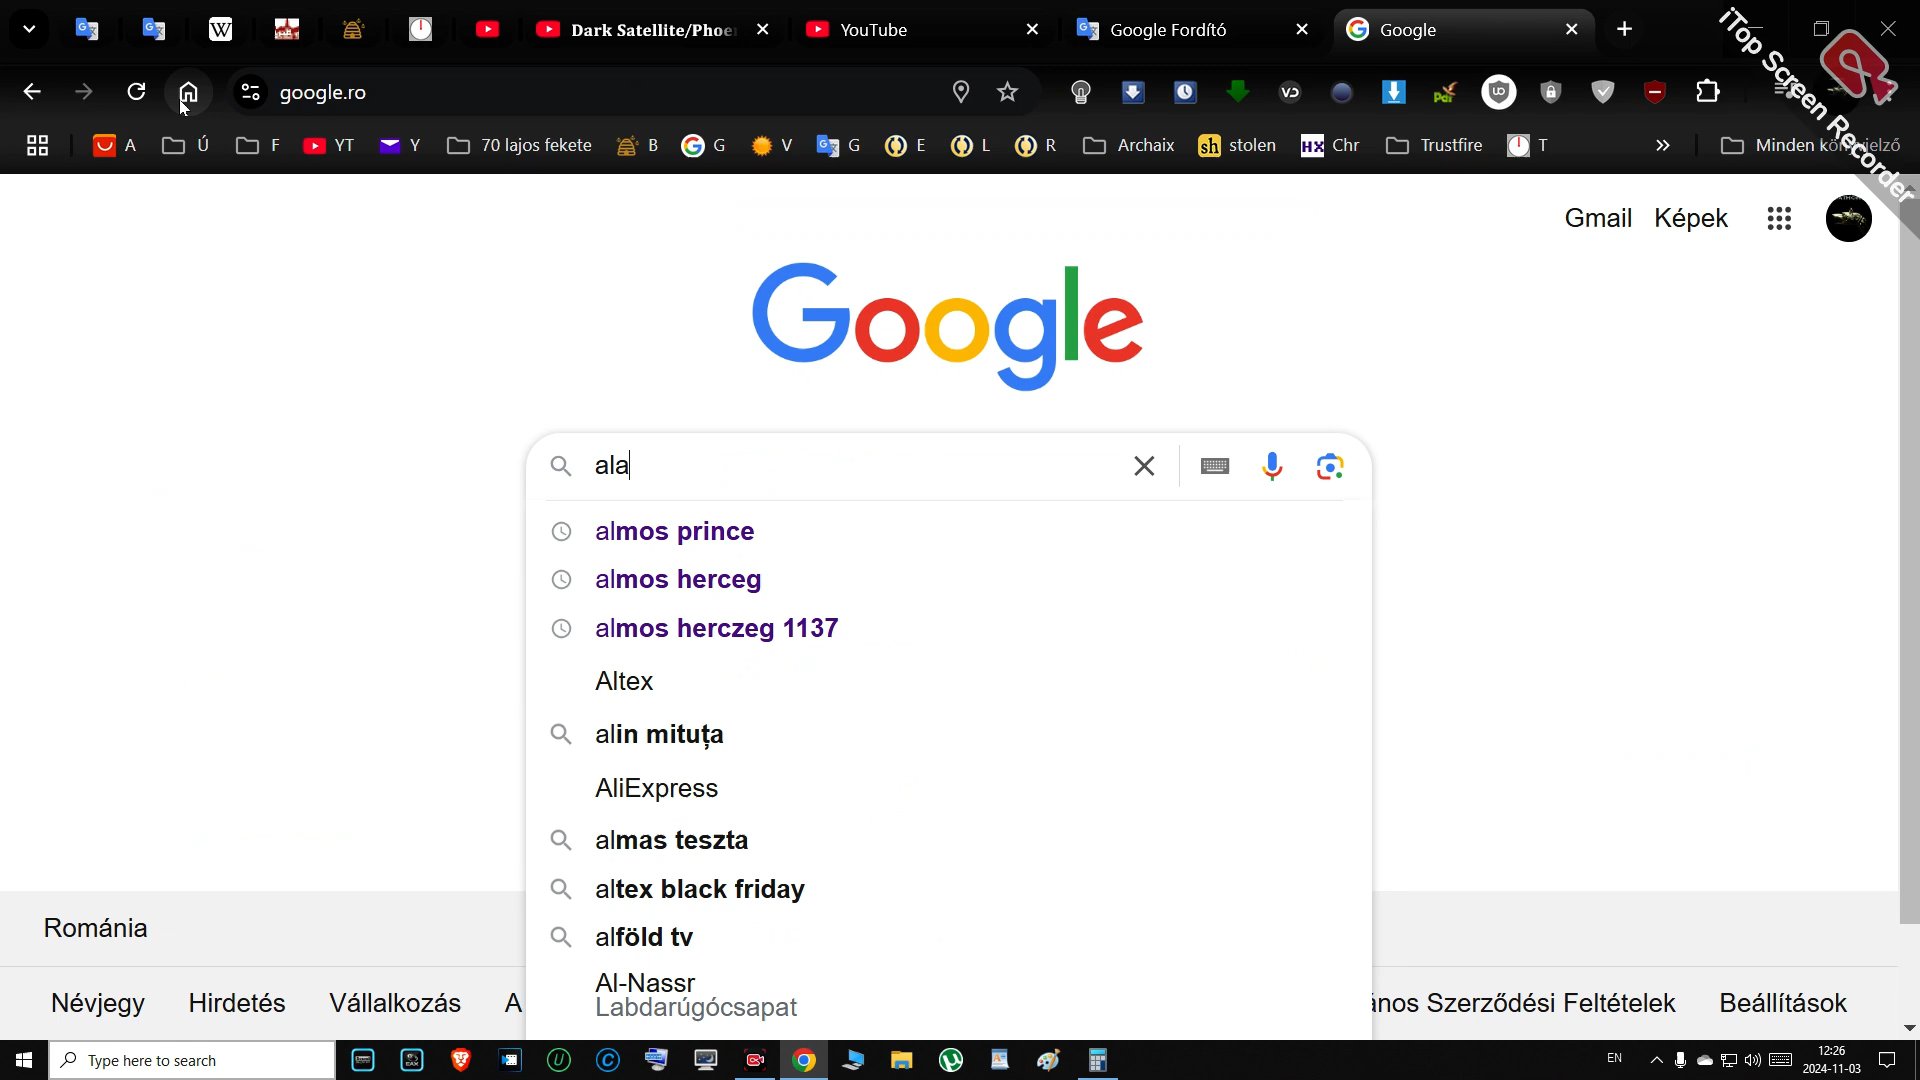 Dark Satellite/Phoe
YouTube
Google Fordító
Google
google.ro
A
Ú
F
YT
Y
70 lajos fekete
B
G
V
G
E
L
R
Archaix
sh stolen
HX Chr
Trustfire
T
Minden könyvjelző
iTop Screen Recorder
Gmail
Képek
Google
ala
almos prince
almos herceg
almos herczeg 1137
Altex
alin mituța
AliExpress
almas teszta
altex black friday
alföld tv
Al-Nassr
Labdarúgócsapat
Románia
Névjegy
Hirdetés
Vállalkozás
A
nos Szerződési Feltételek
Beállítások
Type here to search
EN
12:26
2024-11-03